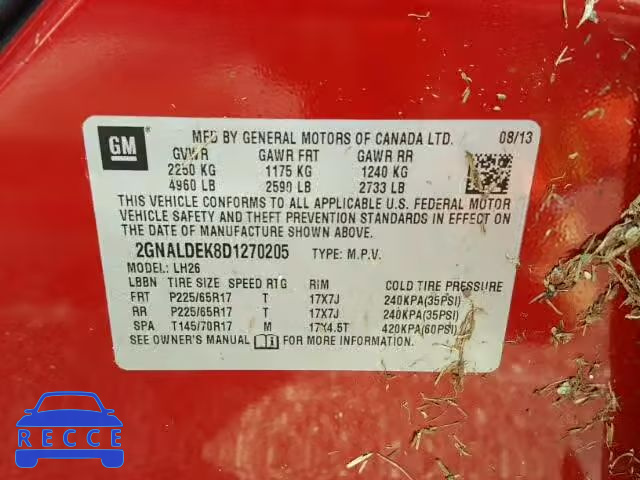 GM®
MFD BY GENERAL MOTORS OF CANADA LTD. 08/13
GVWR GAWR FRT GAWR RR
2250 KG 1175 KG 1240 KG
4960 LB 2590 LB 2733 LB
THIS VEHICLE CONFORMS TO ALL APPLICABLE U.S. FEDERAL MOTOR
VEHICLE SAFETY AND THEFT PREVENTION STANDARDS IN EFFECT ON
THE DATE OF MANUFACTURE SHOWN ABOVE.
2GNALDEK8D1270205 TYPE: M.P.V.
MODEL: LH26
LBBN TIRE SIZE SPEED RTG RIM COLD TIRE PRESSURE
FRT P225/65R17 T 17X7J 240KPA(35PSI)
RR P225/65R17 T 17X7J 240KPA(35PSI)
SPA T145/70R17 M 17X4.5T 420KPA(60PSI)
SEE OWNER'S MANUAL FOR MORE INFORMATION.
RECCE